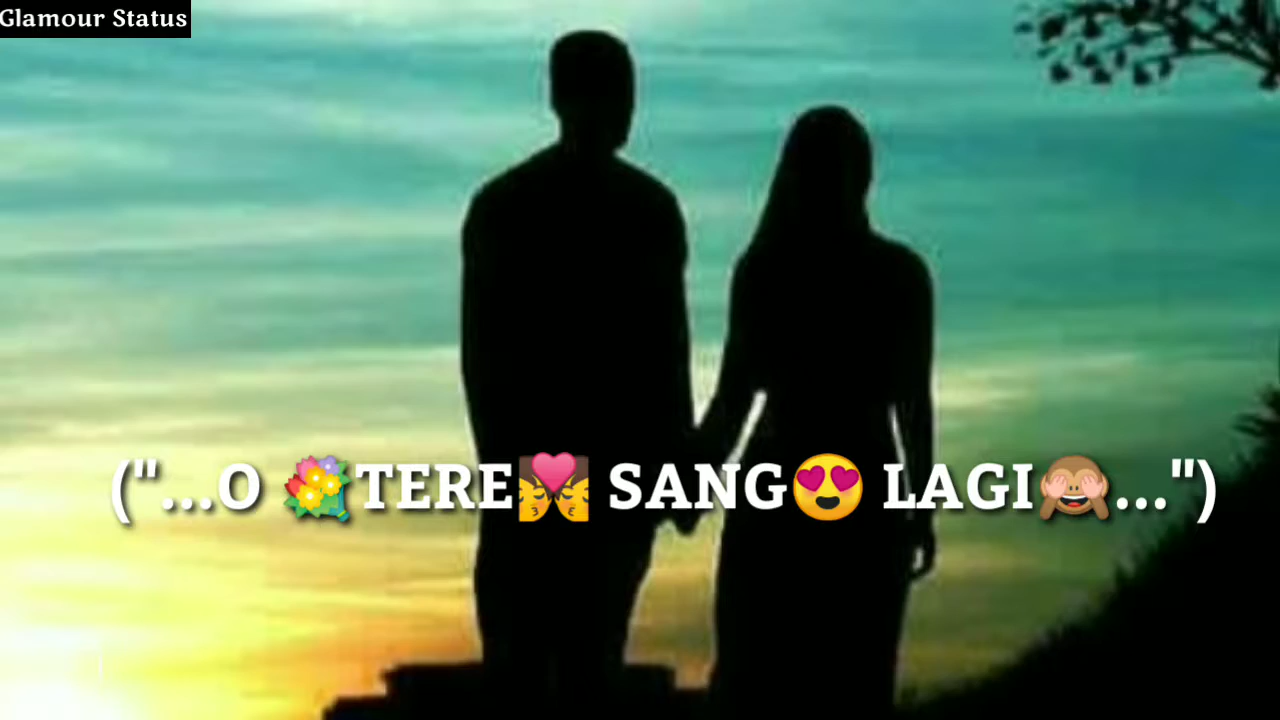 Glamour Status
("...O 💐TERE💏 SANG😍 LAGI🙈...")